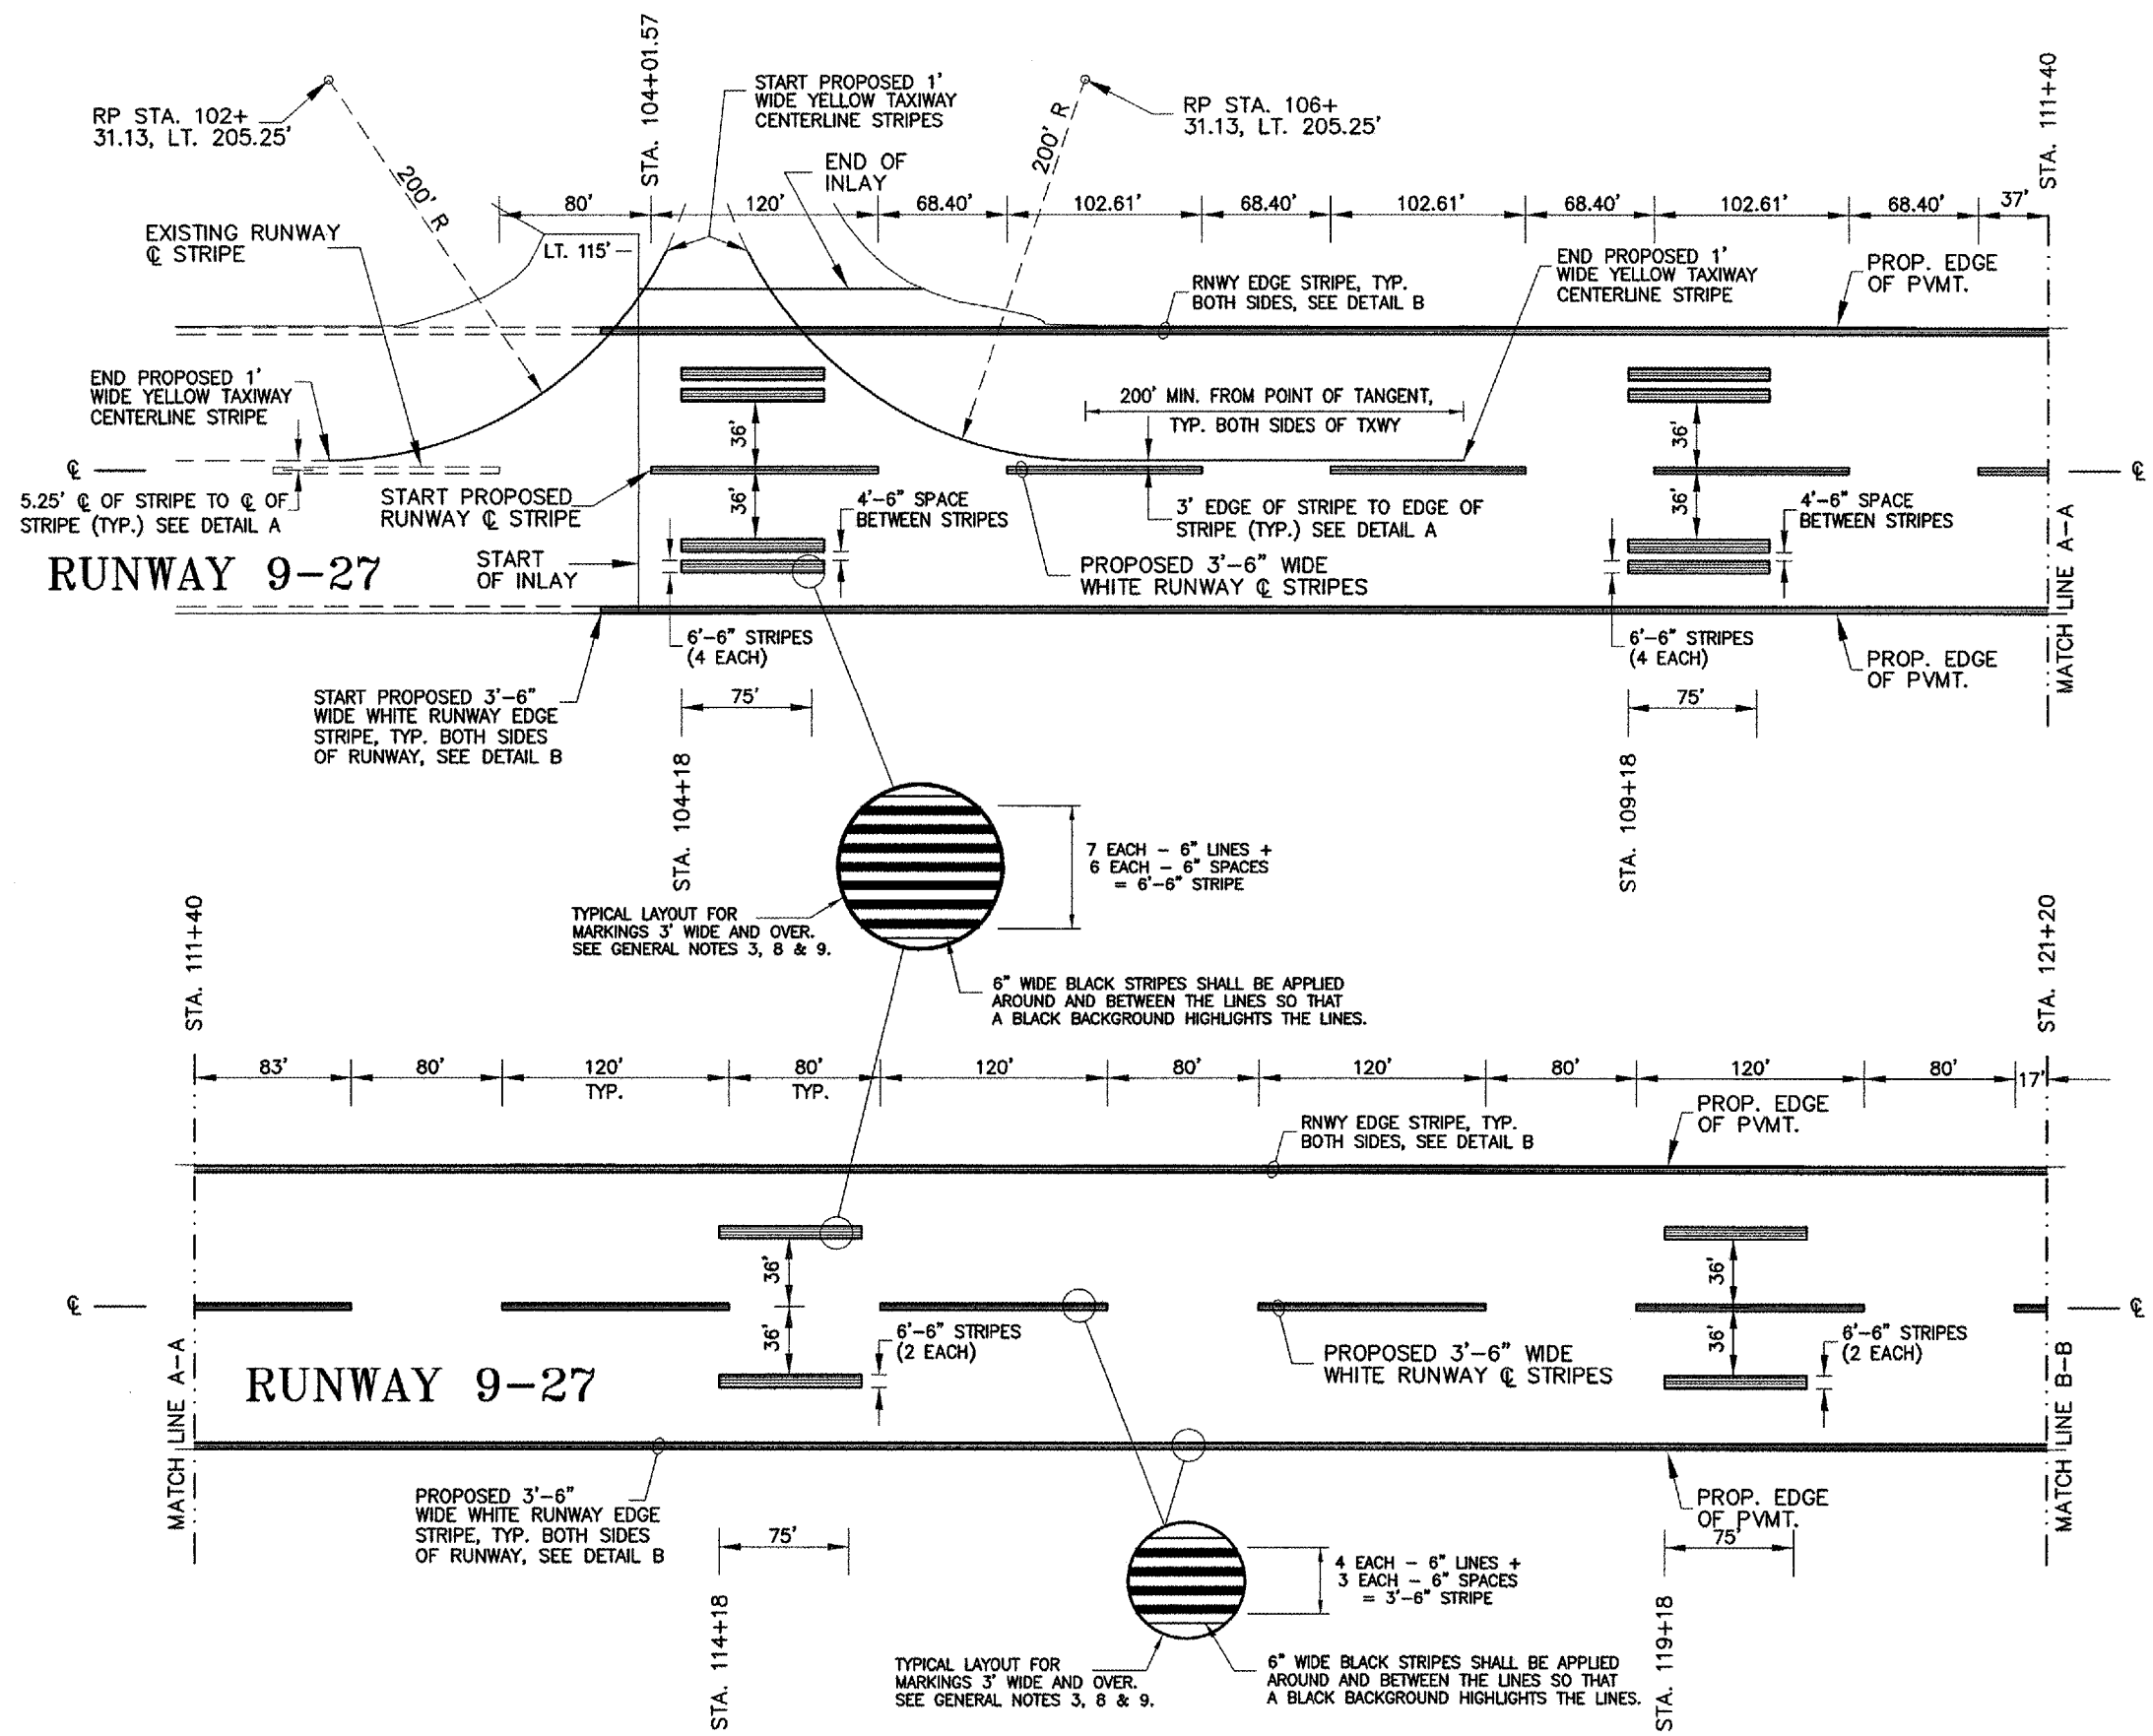 STA. 104+01.57
STA. 111+40
RP STA. 102+
31.13, LT. 205.25'
200' R
START PROPOSED 1'
WIDE YELLOW TAXIWAY
CENTERLINE STRIPES
END OF
INLAY
200' R
RP STA. 106+
31.13, LT. 205.25'
80'
120'
68.40'
102.61'
68.40'
102.61'
68.40'
102.61'
68.40'
37'
EXISTING RUNWAY
℄ STRIPE
LT. 115'
RNWY EDGE STRIPE, TYP.
BOTH SIDES, SEE DETAIL B
END PROPOSED 1'
WIDE YELLOW TAXIWAY
CENTERLINE STRIPE
PROP. EDGE
OF PVMT.
END PROPOSED 1'
WIDE YELLOW TAXIWAY
CENTERLINE STRIPE
200' MIN. FROM POINT OF TANGENT,
TYP. BOTH SIDES OF TXWY
36'
36'
℄
℄
5.25' ℄ OF STRIPE TO ℄ OF
STRIPE (TYP.) SEE DETAIL A
START PROPOSED
RUNWAY ℄ STRIPE
36'
4'-6" SPACE
BETWEEN STRIPES
3' EDGE OF STRIPE TO EDGE OF
STRIPE (TYP.) SEE DETAIL A
36'
4'-6" SPACE
BETWEEN STRIPES
RUNWAY 9-27
START
OF INLAY
PROPOSED 3'-6" WIDE
WHITE RUNWAY ℄ STRIPES
MATCH LINE A-A
6'-6" STRIPES
(4 EACH)
6'-6" STRIPES
(4 EACH)
PROP. EDGE
OF PVMT.
START PROPOSED 3'-6"
WIDE WHITE RUNWAY EDGE
STRIPE, TYP. BOTH SIDES
OF RUNWAY, SEE DETAIL B
75'
75'
STA. 104+18
STA. 109+18
7 EACH - 6" LINES +
6 EACH - 6" SPACES
= 6'-6" STRIPE
TYPICAL LAYOUT FOR
MARKINGS 3' WIDE AND OVER.
SEE GENERAL NOTES 3, 8 & 9.
6" WIDE BLACK STRIPES SHALL BE APPLIED
AROUND AND BETWEEN THE LINES SO THAT
A BLACK BACKGROUND HIGHLIGHTS THE LINES.
STA. 111+40
STA. 121+20
83'
80'
120'
TYP.
80'
TYP.
120'
80'
120'
80'
120'
80'
17'
RNWY EDGE STRIPE, TYP.
BOTH SIDES, SEE DETAIL B
PROP. EDGE
OF PVMT.
36'
36'
℄
℄
36'
6'-6" STRIPES
(2 EACH)
36'
6'-6" STRIPES
(2 EACH)
PROPOSED 3'-6" WIDE
WHITE RUNWAY ℄ STRIPES
RUNWAY 9-27
MATCH LINE A-A
MATCH LINE B-B
PROPOSED 3'-6"
WIDE WHITE RUNWAY EDGE
STRIPE, TYP. BOTH SIDES
OF RUNWAY, SEE DETAIL B
PROP. EDGE
OF PVMT.
75'
75'
4 EACH - 6" LINES +
3 EACH - 6" SPACES
= 3'-6" STRIPE
STA. 114+18
STA. 119+18
TYPICAL LAYOUT FOR
MARKINGS 3' WIDE AND OVER.
SEE GENERAL NOTES 3, 8 & 9.
6" WIDE BLACK STRIPES SHALL BE APPLIED
AROUND AND BETWEEN THE LINES SO THAT
A BLACK BACKGROUND HIGHLIGHTS THE LINES.